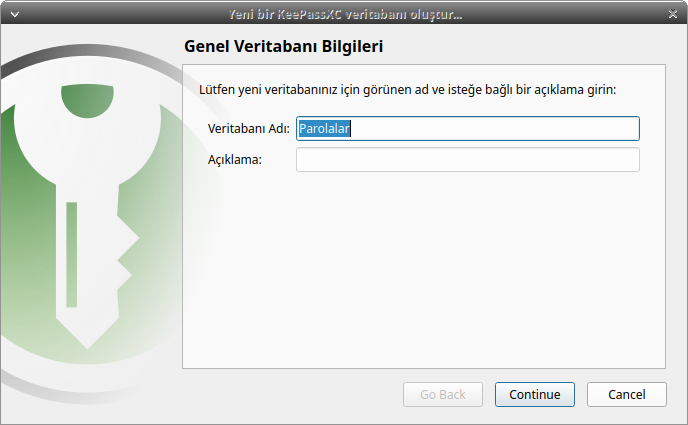 Yeni bir KeePassXC veritabanı oluştur...
Genel Veritabanı Bilgileri
Lütfen yeni veritabanınız için görünen ad ve isteğe bağlı bir açıklama girin:
Veritabanı Adı: Parolalar
Açıklama:
Go Back Continue Cancel